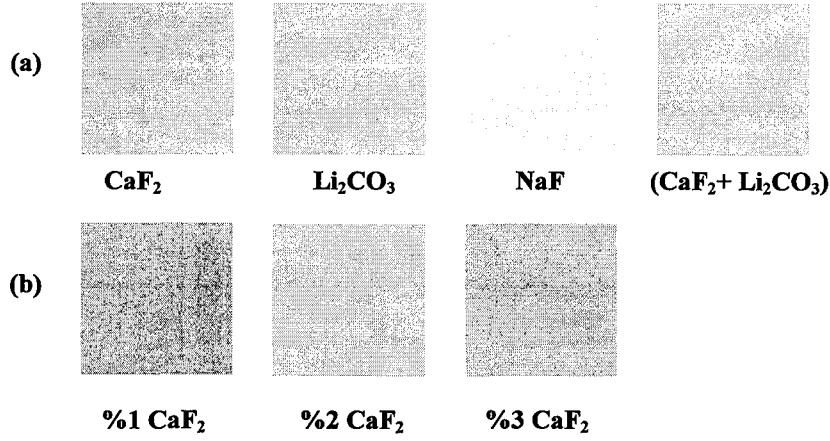 (a)
CaF₂ Li₂CO₃ NaF (CaF₂+ Li₂CO₃)
(b)
%1 CaF₂ %2 CaF₂ %3 CaF₂